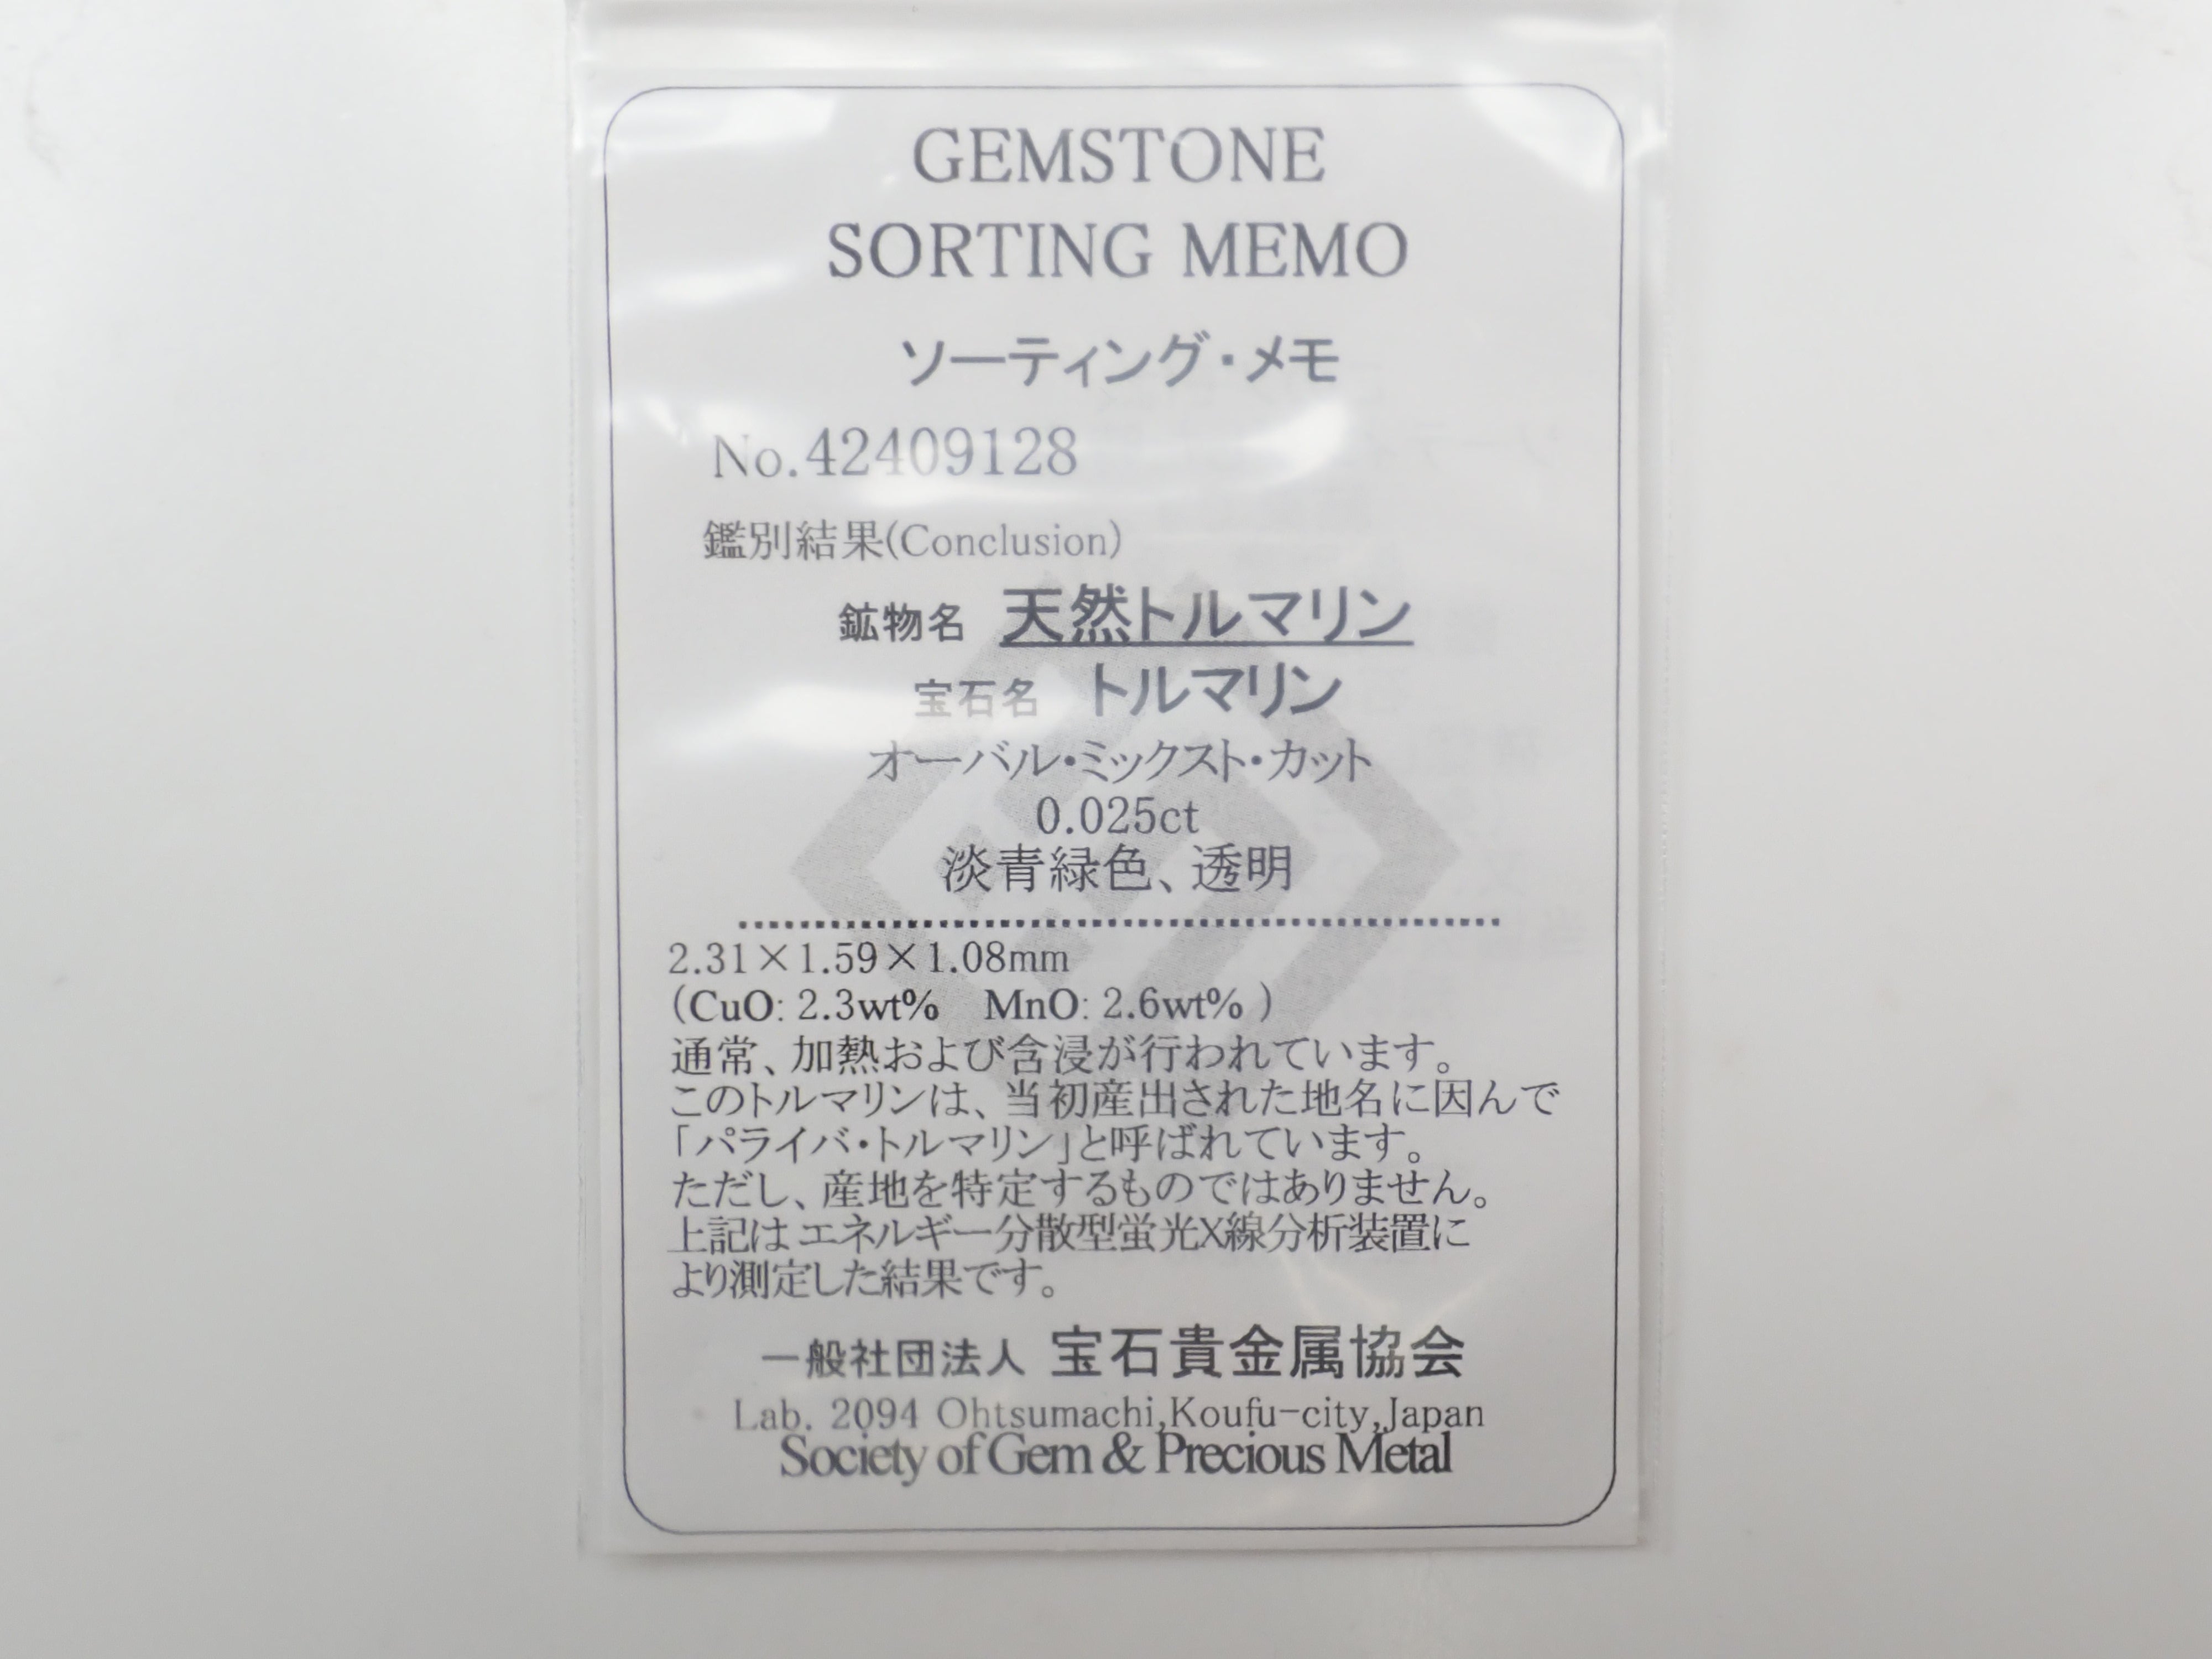 GEMSTONE
SORTING MEMO
ソーティング・メモ
No.42409128
鑑別結果(Conclusion)
鉱物名 天然トルマリン
宝石名 トルマリン
オーバル・ミックスト・カット
0.025ct
淡青緑色、透明
2.31×1.59×1.08mm
(CuO: 2.3wt% MnO: 2.6wt% )
通常、加熱および含浸が行われています。
このトルマリンは、当初産出された地名に因んで
「パライバ・トルマリン」と呼ばれています。
ただし、産地を特定するものではありません。
上記はエネルギー分散型蛍光X線分析装置に
より測定した結果です。
一般社団法人 宝石貴金属協会
Lab. 2094 Ohtsumachi,Koufu-city,Japan
Society of Gem & Precious Metal